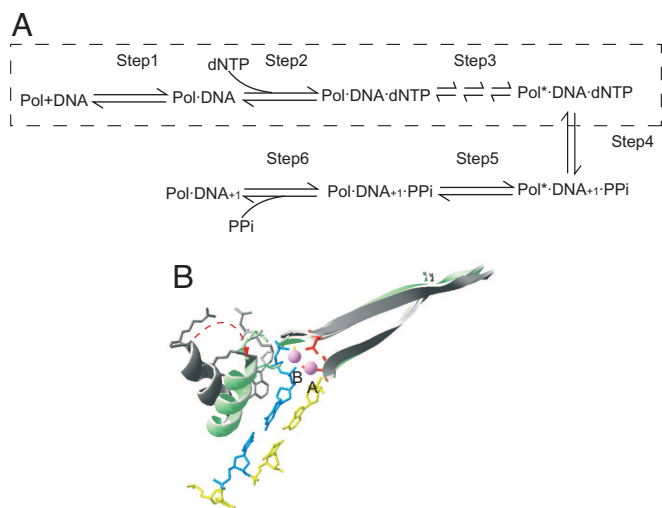 A
Step1 dNTP Step2 Step3
Pol+DNA Pol·DNA Pol·DNA·dNTP Pol*·DNA·dNTP
Step4
Step6 Step5
Pol·DNA+1 Pol·DNA+1·PPi Pol*·DNA+1·PPi
PPi
B
B
A